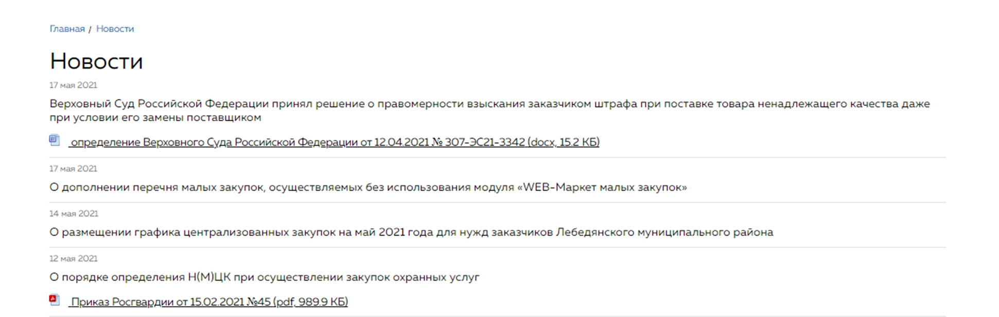 Главная / Новости
Новости
17 мая 2021
Верховный Суд Российской Федерации принял решение о правомерности взыскания заказчиком штрафа при поставке товара ненадлежащего качества даже
при условии его замены поставщиком
определение Верховного Суда Российской Федерации от 12.04.2021 № 307-ЭС21-3342 (docx, 15.2 КБ)
17 мая 2021
О дополнении перечня малых закупок, осуществляемых без использования модуля «WEB-Маркет малых закупок»
14 мая 2021
О размещении графика централизованных закупок на май 2021 года для нужд заказчиков Лебедянского муниципального района
12 мая 2021
О порядке определения Н(М)ЦК при осуществлении закупок охранных услуг
Приказ Росгвардии от 15.02.2021 №45 (pdf, 989.9 КБ)